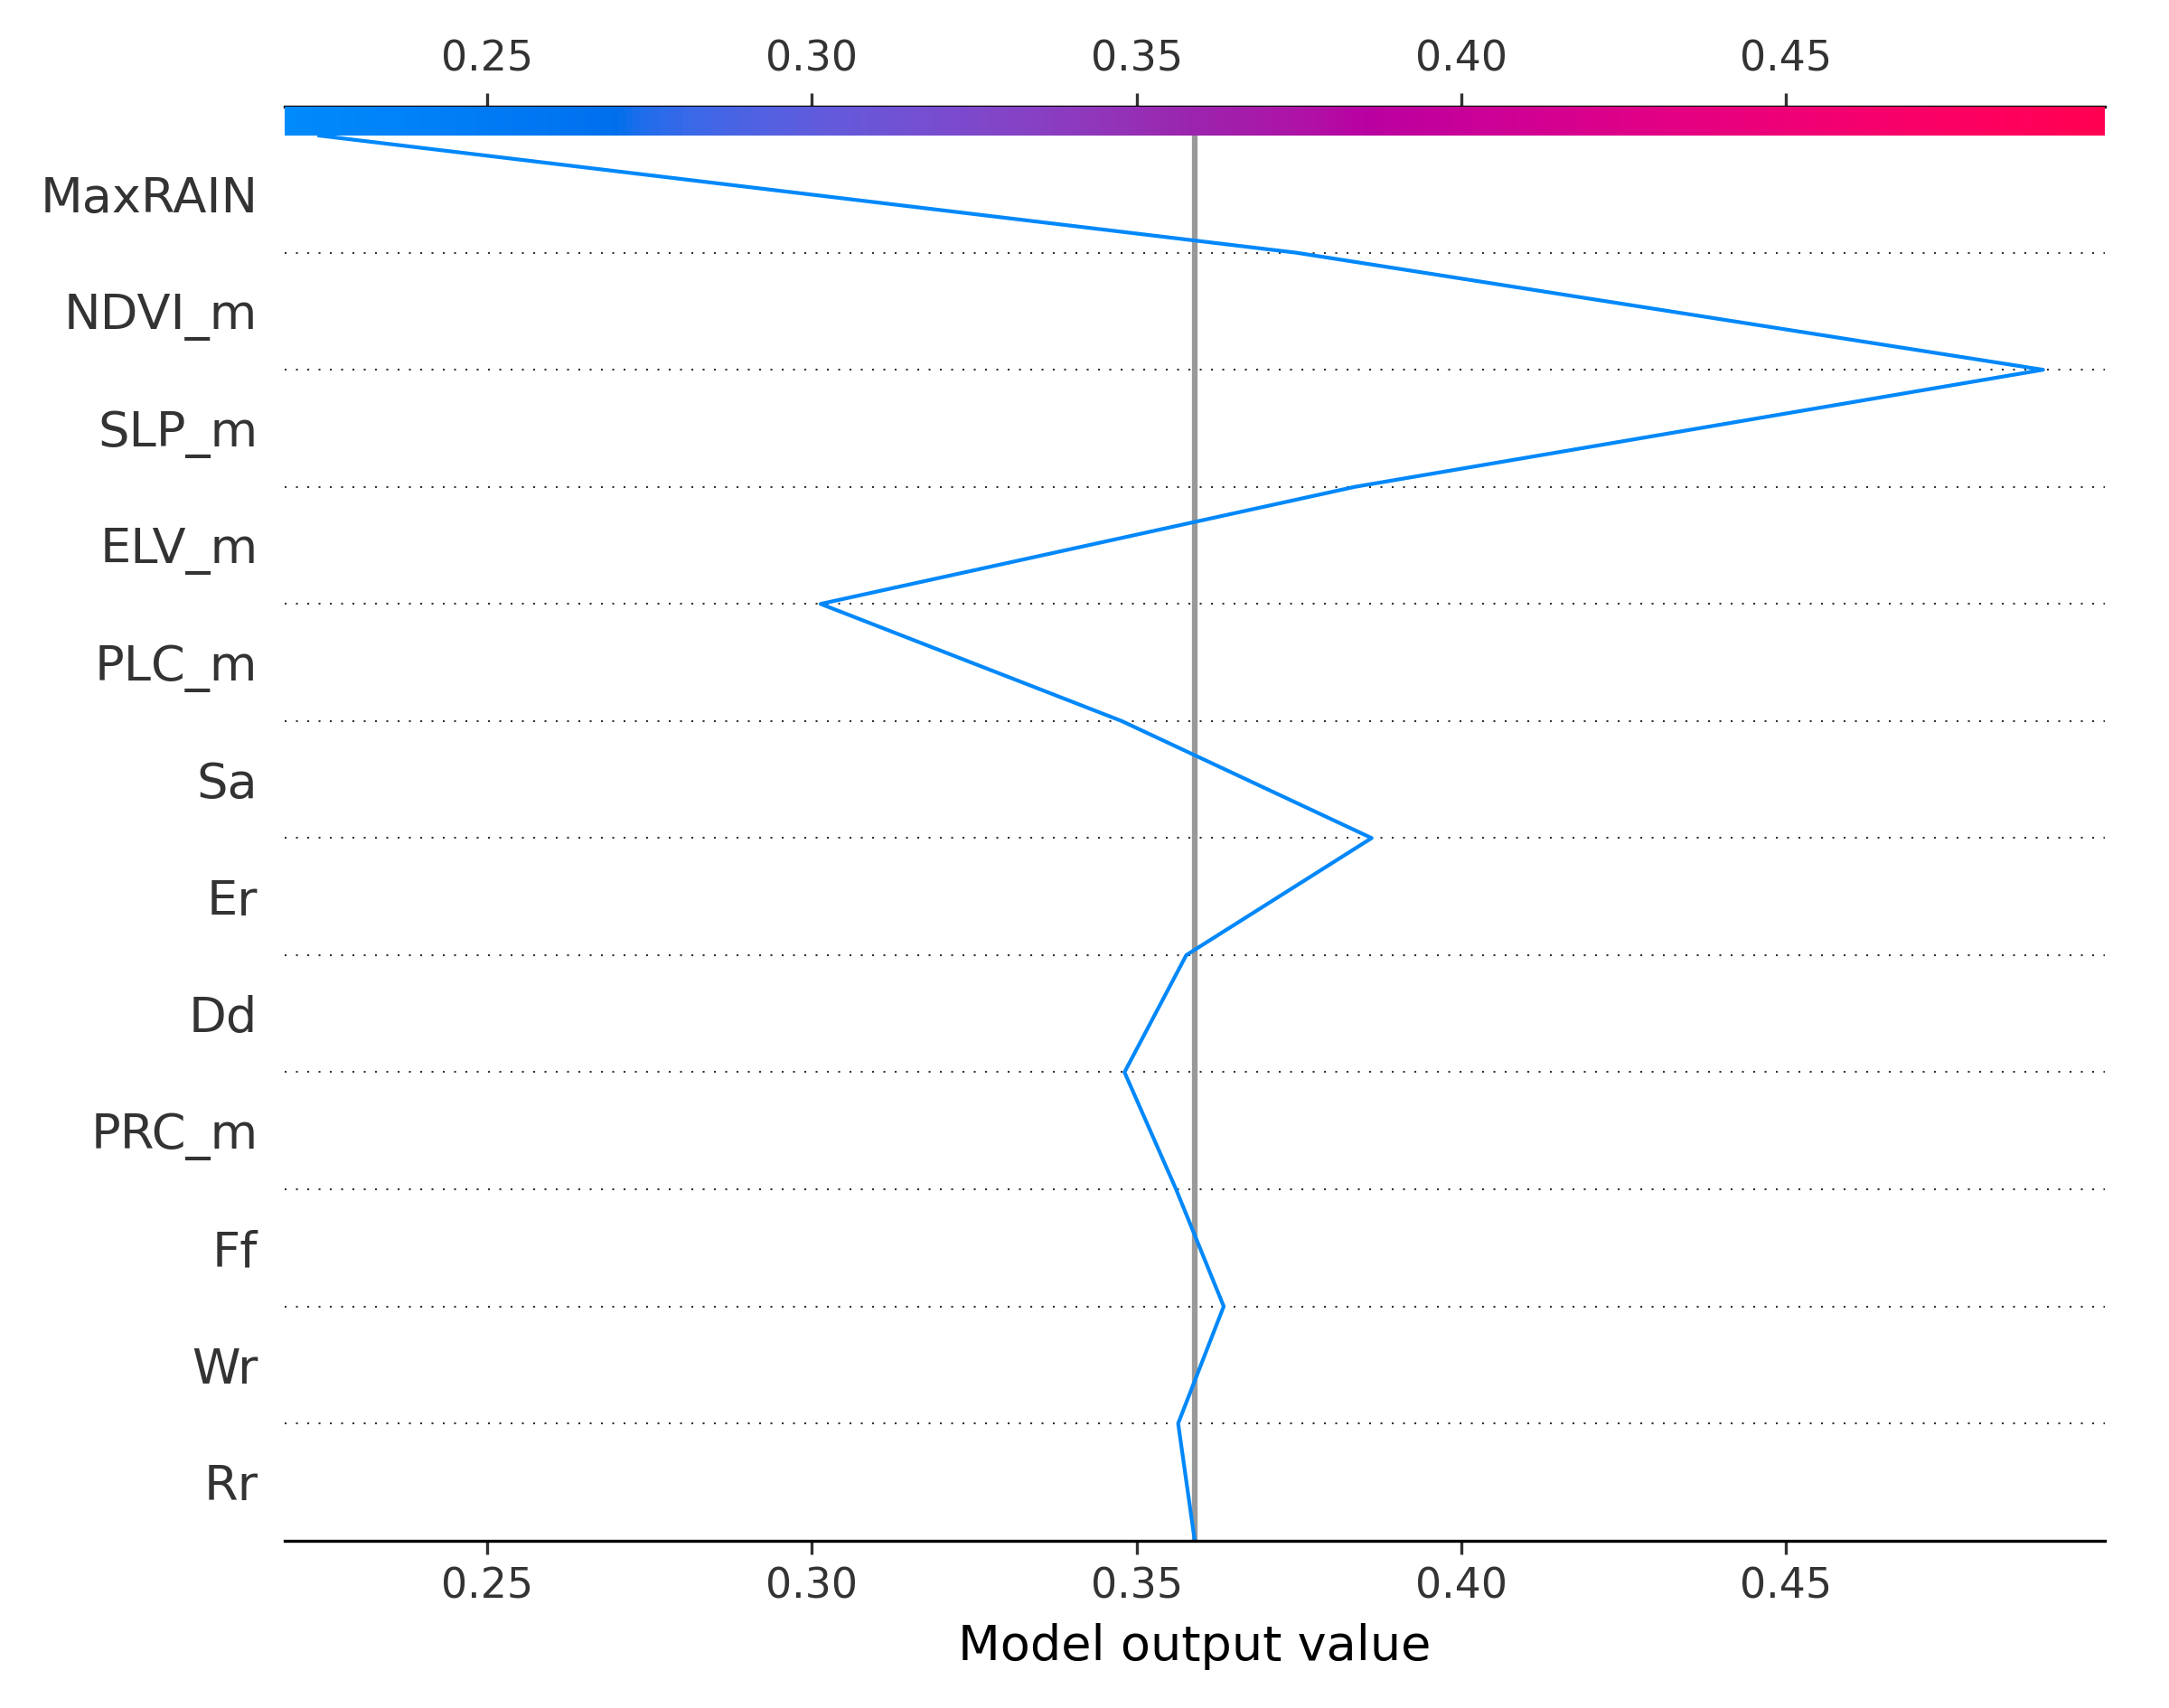 0.25 0.30 0.35 0.40 0.45
MaxRAIN
NDVI_m
SLP_m
ELV_m
PLC_m
Sa
Er
Dd
PRC_m
Ff
Wr
Rr
0.25 0.30 0.35 0.40 0.45
Model output value